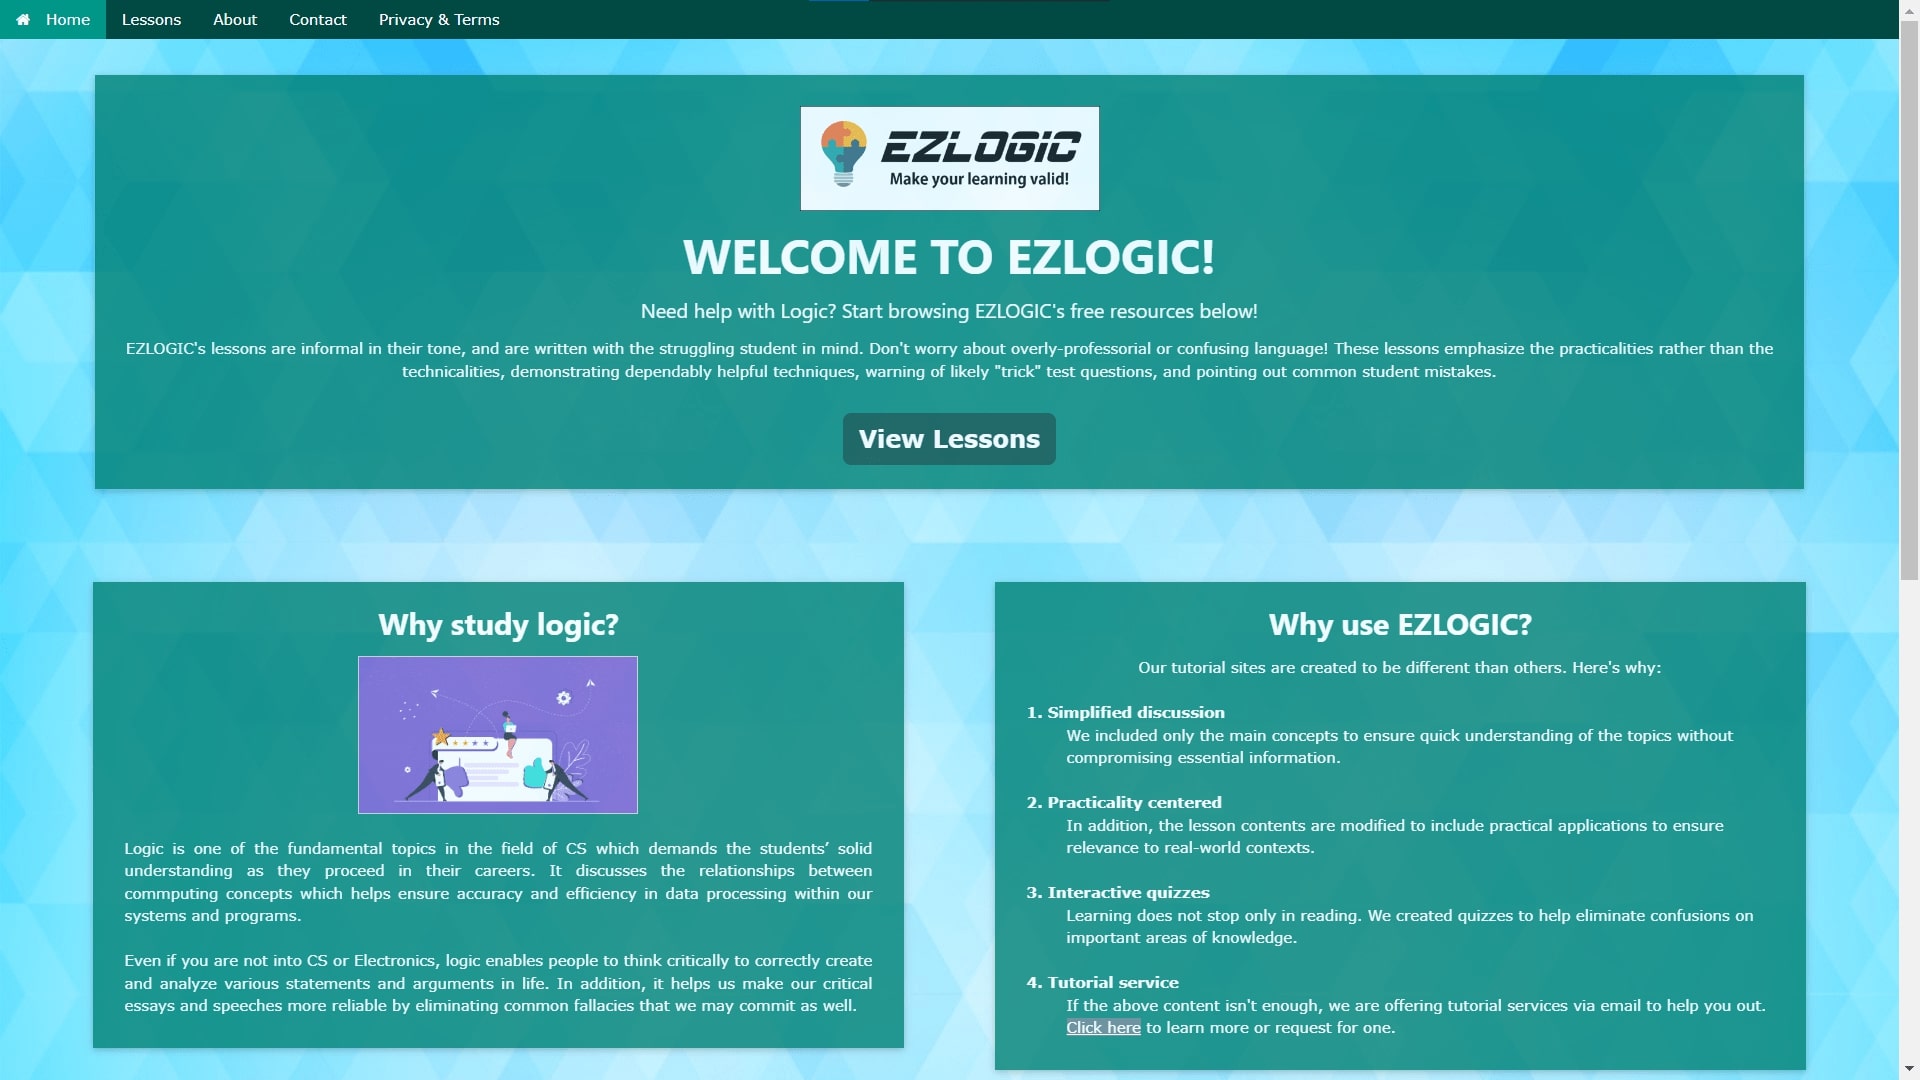 Home Lessons About Contact Privacy & Terms
EZLOGIC
Make your learning valid!
WELCOME TO EZLOGIC!
Need help with Logic? Start browsing EZLOGIC's free resources below!
EZLOGIC's lessons are informal in their tone, and are written with the struggling student in mind. Don't worry about overly-professorial or confusing language! These lessons emphasize the practicalities rather than the
technicalities, demonstrating dependably helpful techniques, warning of likely "trick" test questions, and pointing out common student mistakes.
View Lessons
Why study logic?
Logic is one of the fundamental topics in the field of CS which demands the students’ solid
understanding as they proceed in their careers. It discusses the relationships between
commputing concepts which helps ensure accuracy and efficiency in data processing within our
systems and programs.
Even if you are not into CS or Electronics, logic enables people to think critically to correctly create
and analyze various statements and arguments in life. In addition, it helps us make our critical
essays and speeches more reliable by eliminating common fallacies that we may commit as well.
Why use EZLOGIC?
Our tutorial sites are created to be different than others. Here's why:
1. Simplified discussion
We included only the main concepts to ensure quick understanding of the topics without
compromising essential information.
2. Practicality centered
In addition, the lesson contents are modified to include practical applications to ensure
relevance to real-world contexts.
3. Interactive quizzes
Learning does not stop only in reading. We created quizzes to help eliminate confusions on
important areas of knowledge.
4. Tutorial service
If the above content isn't enough, we are offering tutorial services via email to help you out.
Click here to learn more or request for one.